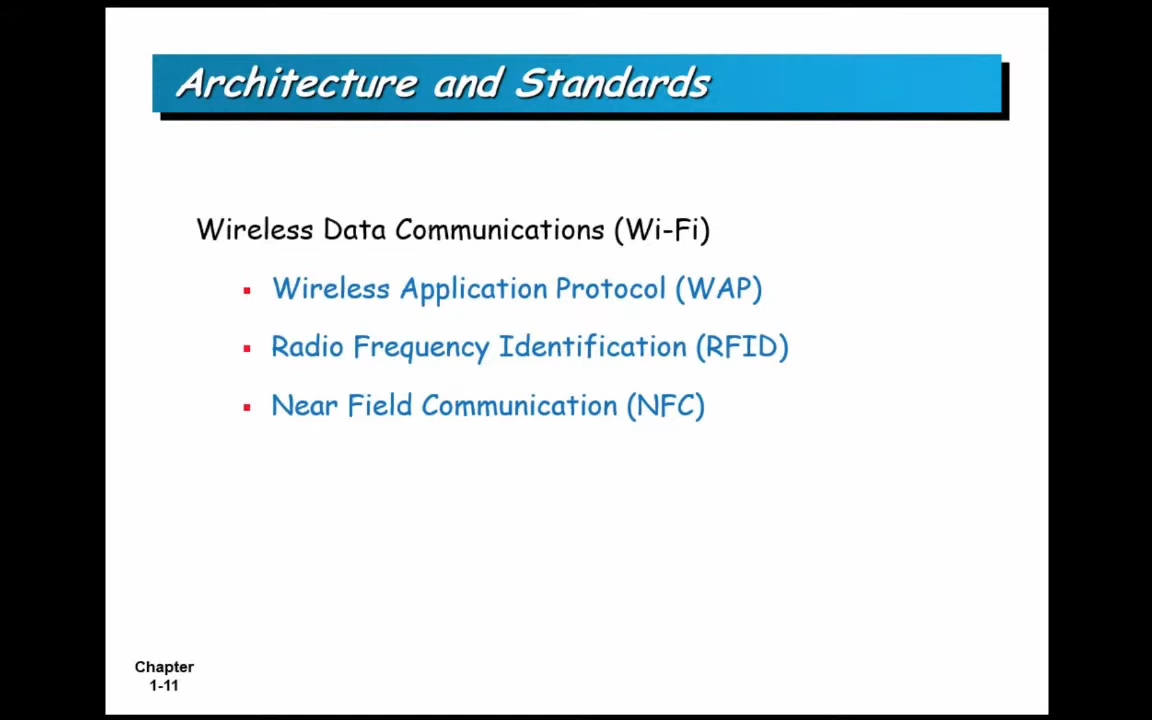 Architecture and Standards
Wireless Data Communications (Wi-Fi)
▪ Wireless Application Protocol (WAP)
▪ Radio Frequency Identification (RFID)
▪ Near Field Communication (NFC)
Chapter
1-11